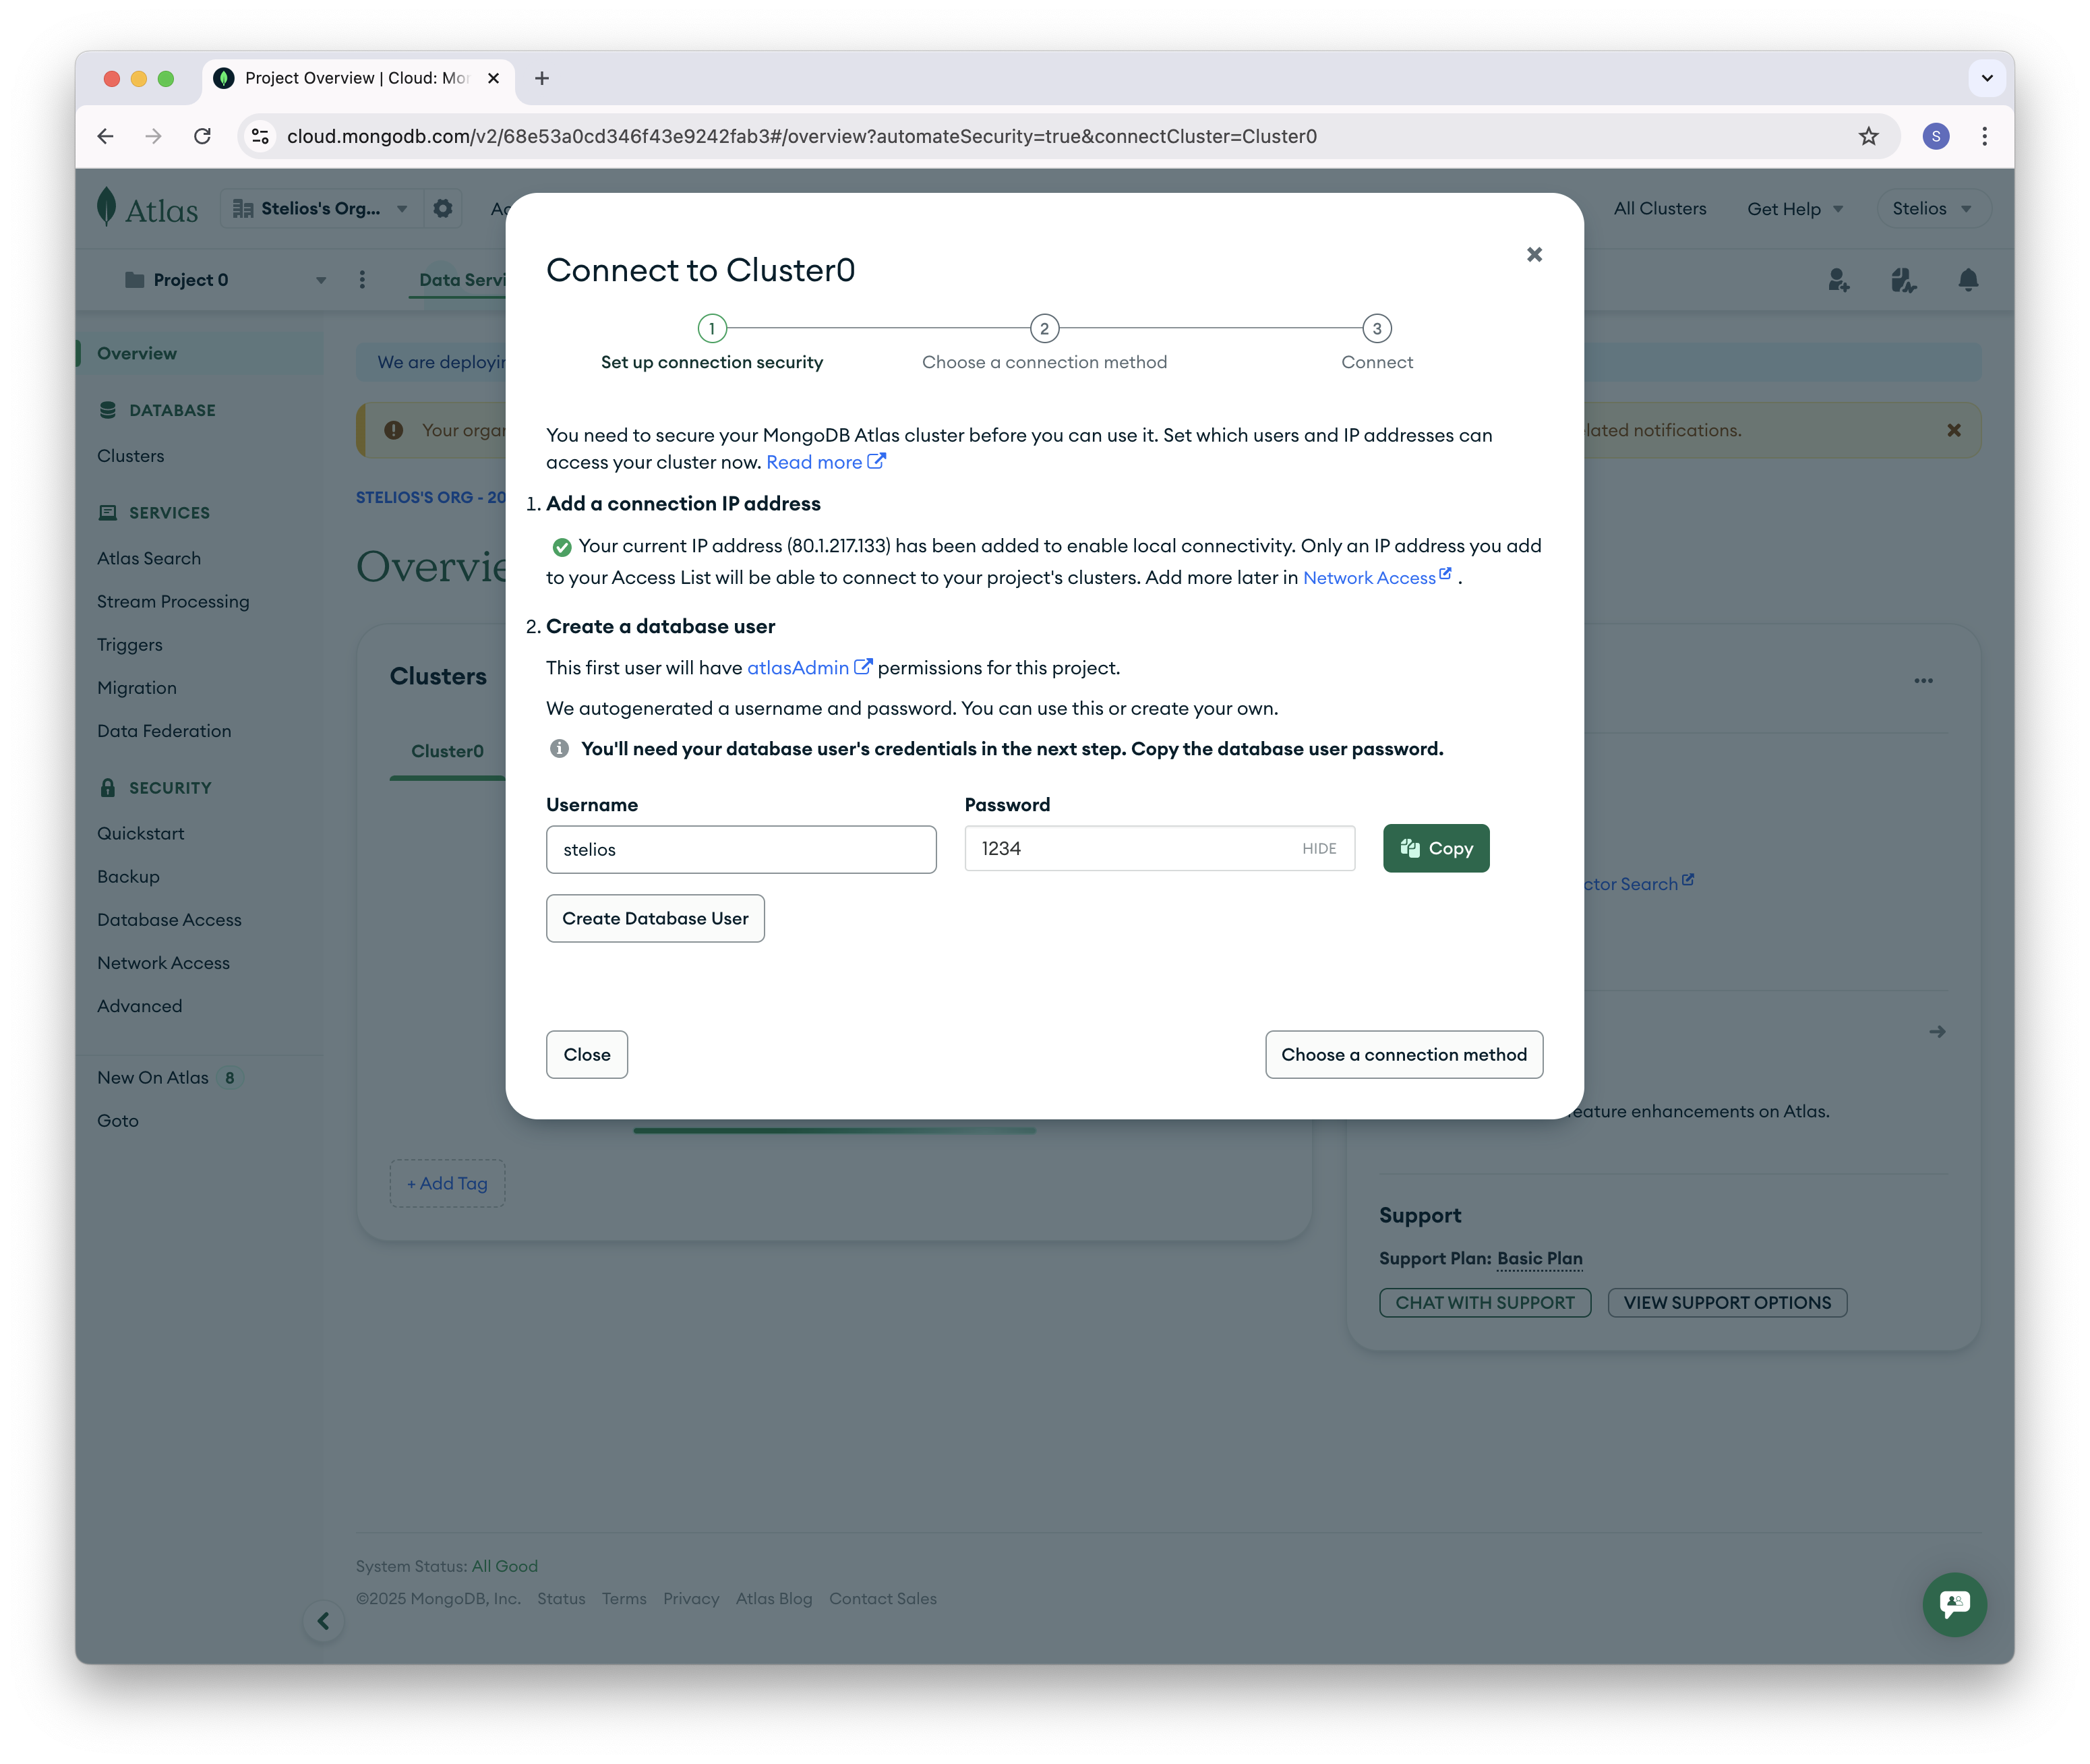 Project Overview | Cloud: Mo
cloud.mongodb.com/v2/68e53a0cd346f43e9242fab3#/overview?automateSecurity=true&connectCluster=Cluster0
S
Atlas
Stelios's Org...
All Clusters
Get Help
Stelios
Project 0
Data Servi
Overview
DATABASE
Clusters
SERVICES
Atlas Search
Stream Processing
Triggers
Migration
Data Federation
SECURITY
Quickstart
Backup
Database Access
Network Access
Advanced
New On Atlas 8
Goto
We are deployin
Your orga
lated notifications.
STELIOS'S ORG - 20
Overvie
Clusters
Cluster0
+ Add Tag
Connect to Cluster0
1
2
3
Set up connection security
Choose a connection method
Connect
You need to secure your MongoDB Atlas cluster before you can use it. Set which users and IP addresses can
access your cluster now. Read more
1. Add a connection IP address
Your current IP address (80.1.217.133) has been added to enable local connectivity. Only an IP address you add
to your Access List will be able to connect to your project's clusters. Add more later in Network Access .
2. Create a database user
This first user will have atlasAdmin permissions for this project.
We autogenerated a username and password. You can use this or create your own.
You'll need your database user's credentials in the next step. Copy the database user password.
Username
Password
stelios
1234
HIDE
Copy
Create Database User
Close
Choose a connection method
ctor Search
eature enhancements on Atlas.
Support
Support Plan: Basic Plan
CHAT WITH SUPPORT
VIEW SUPPORT OPTIONS
System Status: All Good
©2025 MongoDB, Inc. Status Terms Privacy Atlas Blog Contact Sales